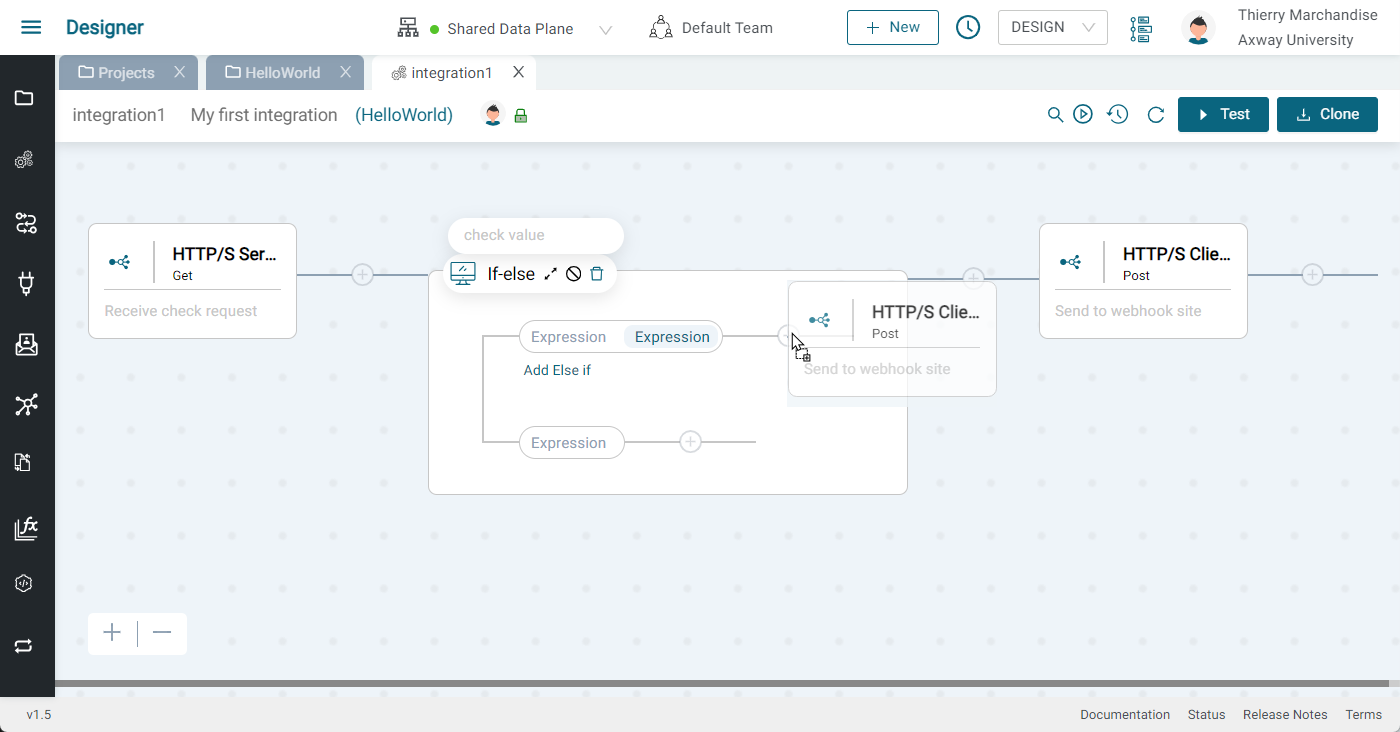 Designer
Shared Data Plane
Default Team
+ New
DESIGN
Thierry Marchandise
Axway University
Projects X
HelloWorld X
integration1 X
integration1 My first integration (HelloWorld)
Test
Clone
HTTP/S Ser...
Get
Receive check request
check value
If-else
Expression Expression
Add Else if
Expression
HTTP/S Clie...
Post
Send to webhook site
HTTP/S Clie...
Post
Send to webhook site
v1.5
Documentation Status Release Notes Terms